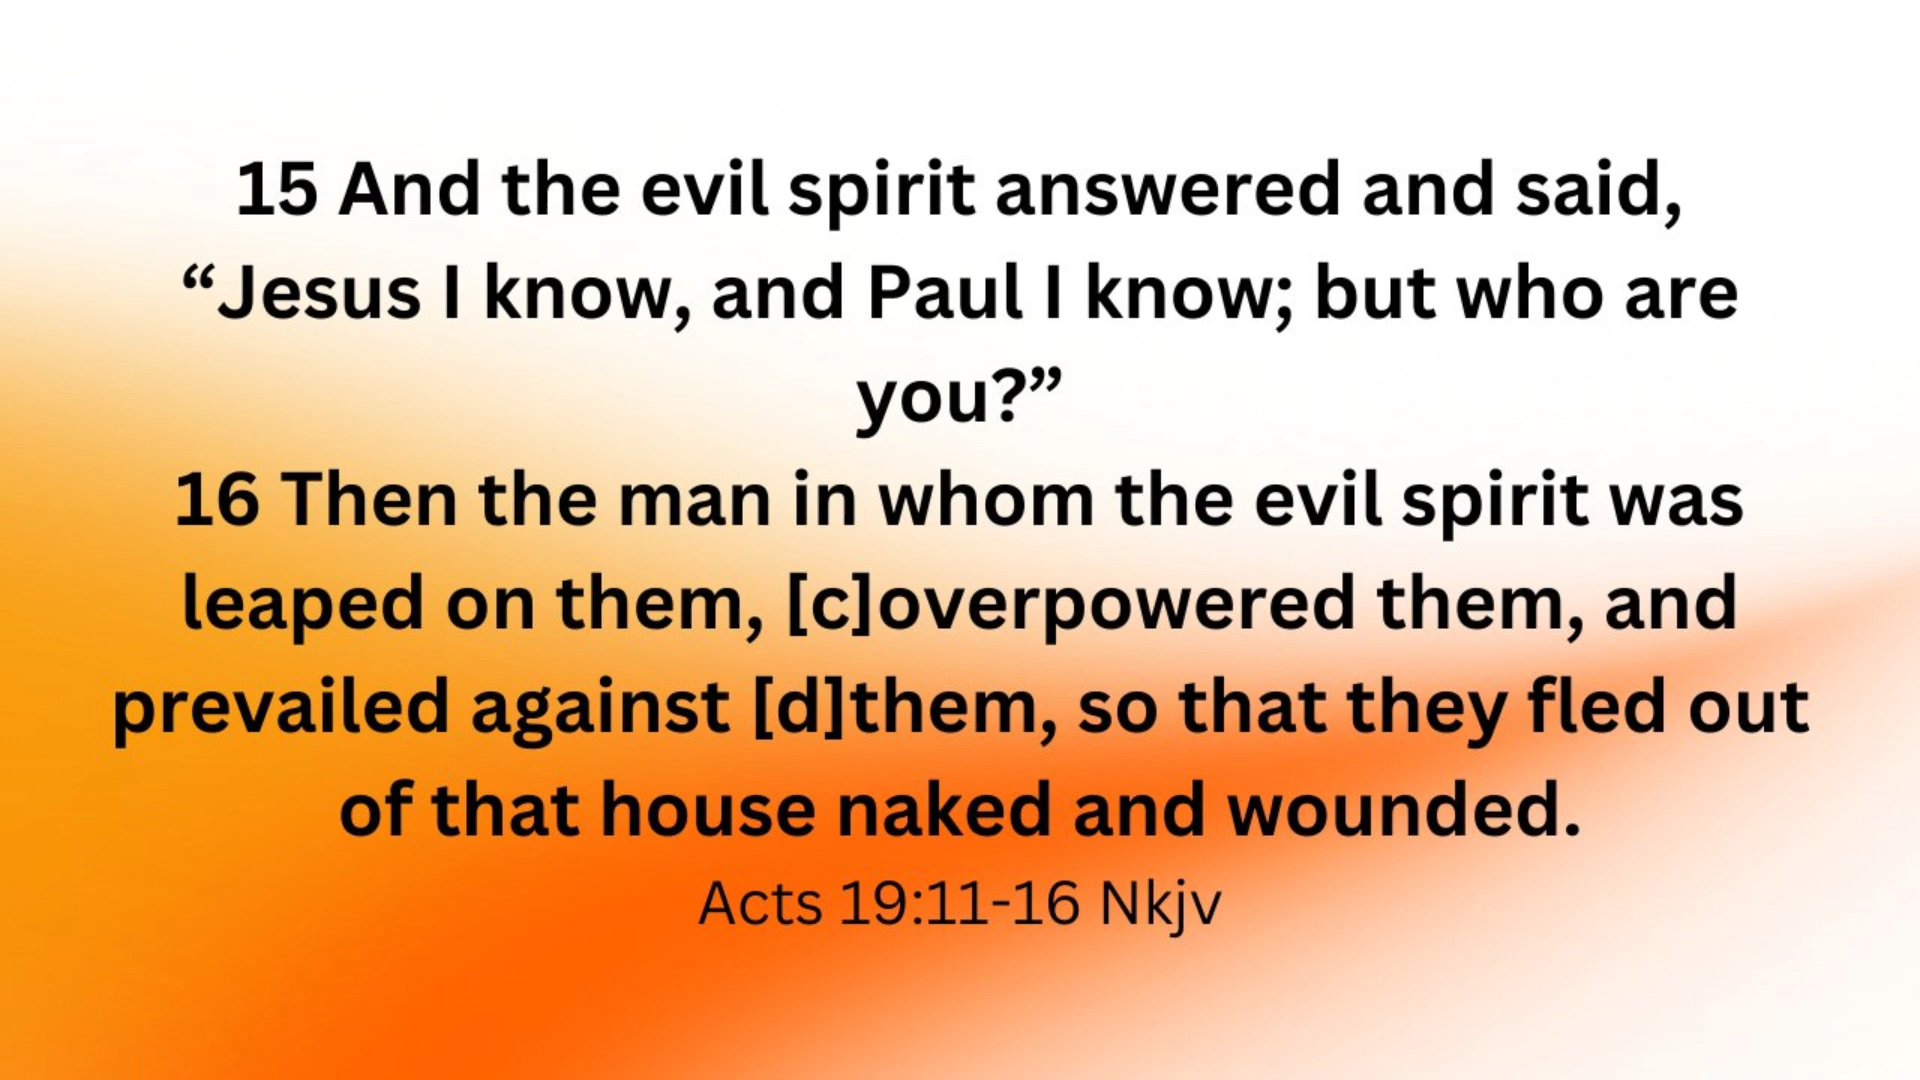 15 And the evil spirit answered and said,
“Jesus I know, and Paul I know; but who are
you?”
16 Then the man in whom the evil spirit was
leaped on them, [c]overpowered them, and
prevailed against [d]them, so that they fled out
of that house naked and wounded.
Acts 19:11-16 Nkjv